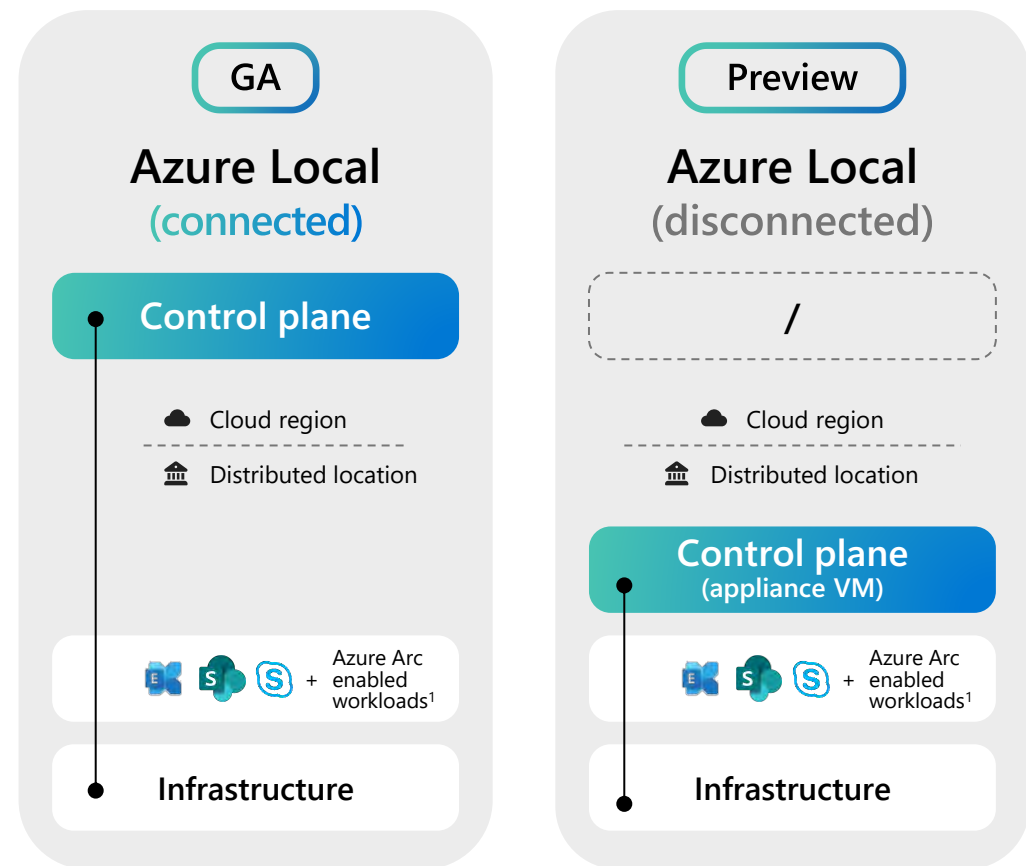 GA
Azure Local
(connected)
Control plane
Cloud region
Distributed location
E S S + Azure Arc
enabled
workloads¹
Infrastructure
Preview
Azure Local
(disconnected)
/
Cloud region
Distributed location
Control plane
(appliance VM)
E S S + Azure Arc
enabled
workloads¹
Infrastructure